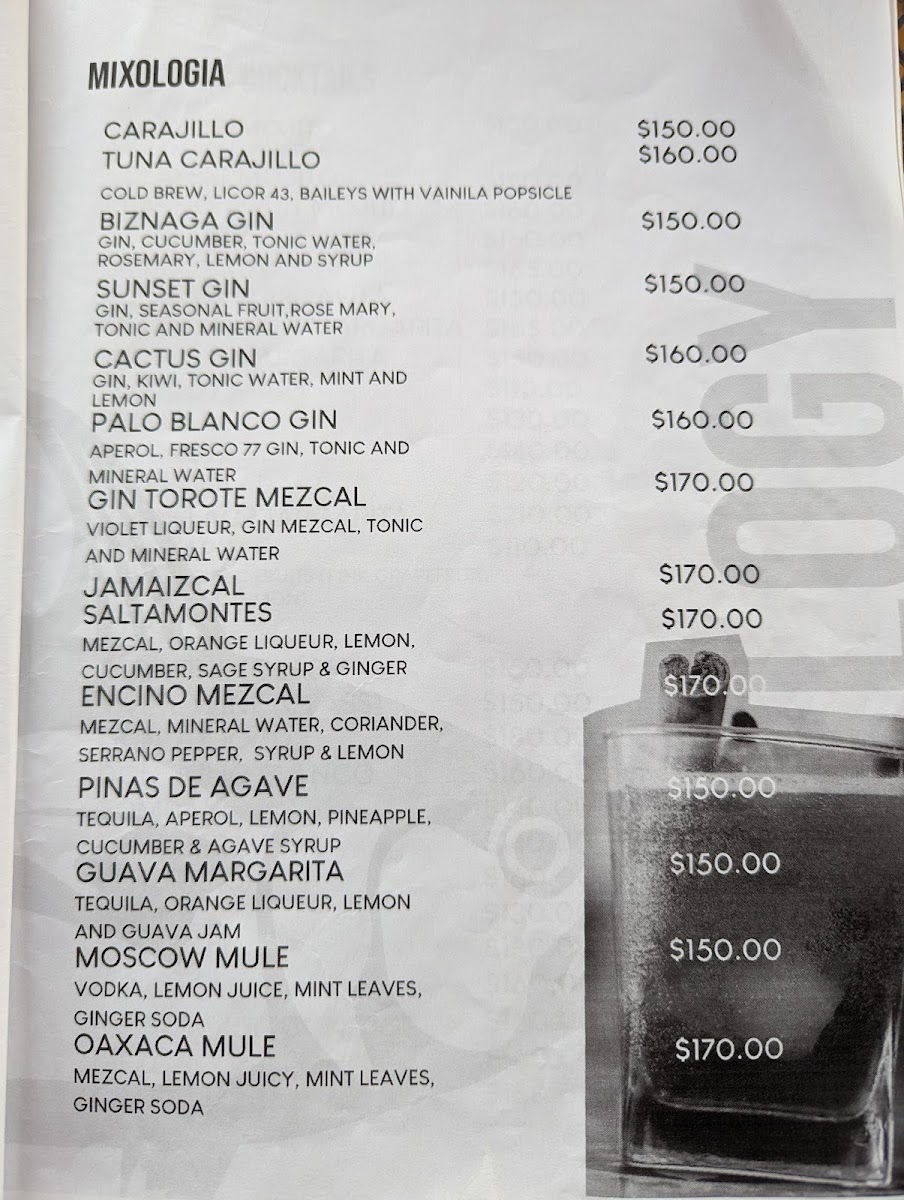 MIXOLOGIA
CARAJILLO $150.00
TUNA CARAJILLO $160.00
COLD BREW, LICOR 43, BAILEYS WITH VAINILA POPSICLE
BIZNAGA GIN $150.00
GIN, CUCUMBER, TONIC WATER,
ROSEMARY, LEMON AND SYRUP
SUNSET GIN $150.00
GIN, SEASONAL FRUIT,ROSE MARY,
TONIC AND MINERAL WATER
CACTUS GIN $160.00
GIN, KIWI, TONIC WATER, MINT AND
LEMON
PALO BLANCO GIN $160.00
APEROL, FRESCO 77 GIN, TONIC AND
MINERAL WATER
GIN TOROTE MEZCAL $170.00
VIOLET LIQUEUR, GIN MEZCAL, TONIC
AND MINERAL WATER
JAMAIZCAL $170.00
SALTAMONTES $170.00
MEZCAL, ORANGE LIQUEUR, LEMON,
CUCUMBER, SAGE SYRUP & GINGER
ENCINO MEZCAL $170.00
MEZCAL, MINERAL WATER, CORIANDER,
SERRANO PEPPER, SYRUP & LEMON
PINAS DE AGAVE $150.00
TEQUILA, APEROL, LEMON, PINEAPPLE,
CUCUMBER & AGAVE SYRUP
GUAVA MARGARITA $150.00
TEQUILA, ORANGE LIQUEUR, LEMON
AND GUAVA JAM
MOSCOW MULE $150.00
VODKA, LEMON JUICE, MINT LEAVES,
GINGER SODA
OAXACA MULE $170.00
MEZCAL, LEMON JUICY, MINT LEAVES,
GINGER SODA
LOGY